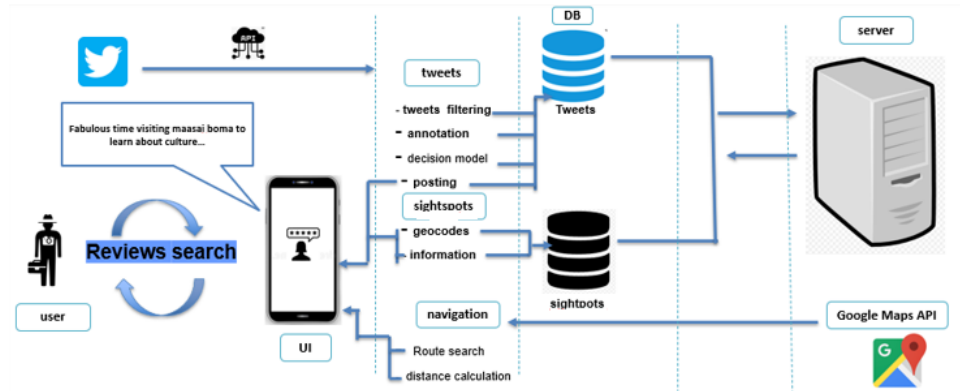 DB
server
API
tweets
- tweets filtering
Tweets
Fabulous time visiting maasai boma to
learn about culture...
- annotation
- decision model
- posting
sightspots
- geocodes
- information
Reviews search
sightpots
user
UI
navigation
Google Maps API
Route search
distance calculation
G